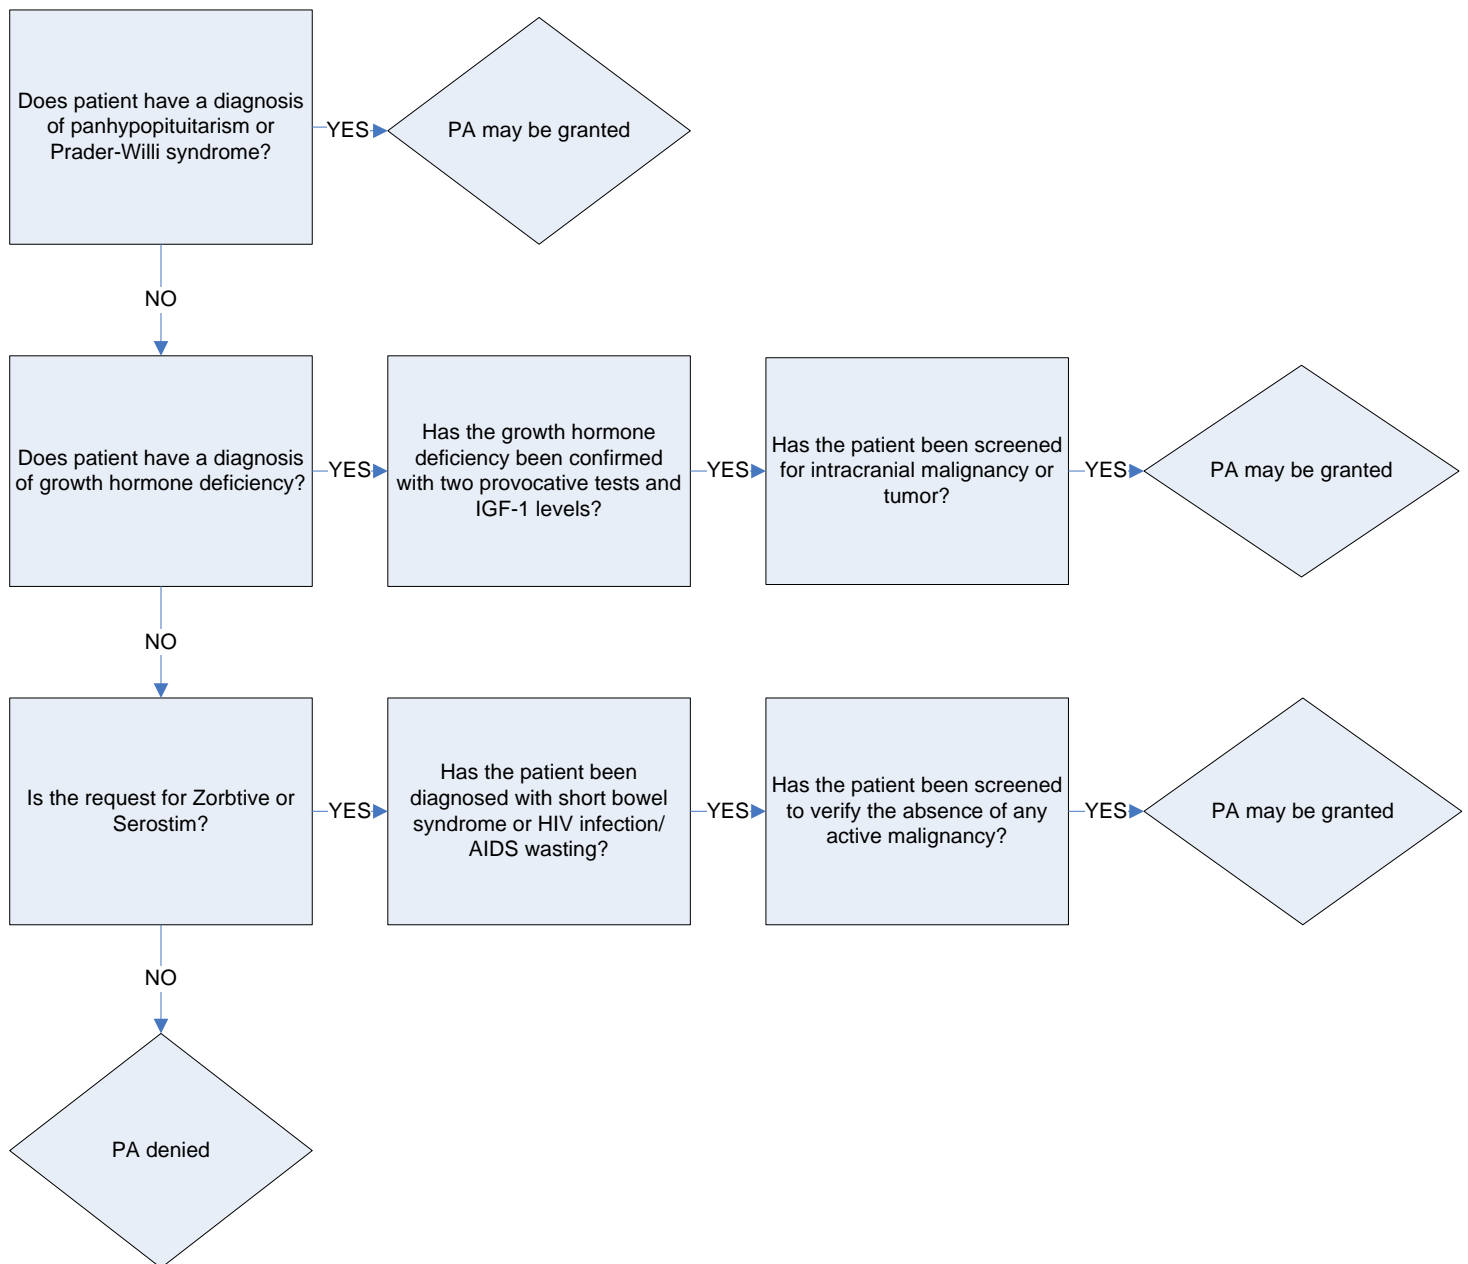 Does patient have a diagnosis
of panhypopituitarism or
Prader-Willi syndrome?
YES
PA may be granted
NO
Does patient have a diagnosis
of growth hormone deficiency?
YES
Has the growth hormone
deficiency been confirmed
with two provocative tests and
IGF-1 levels?
YES
Has the patient been screened
for intracranial malignancy or
tumor?
YES
PA may be granted
NO
Is the request for Zorbtive or
Serostim?
YES
Has the patient been
diagnosed with short bowel
syndrome or HIV infection/
AIDS wasting?
YES
Has the patient been screened
to verify the absence of any
active malignancy?
YES
PA may be granted
NO
PA denied